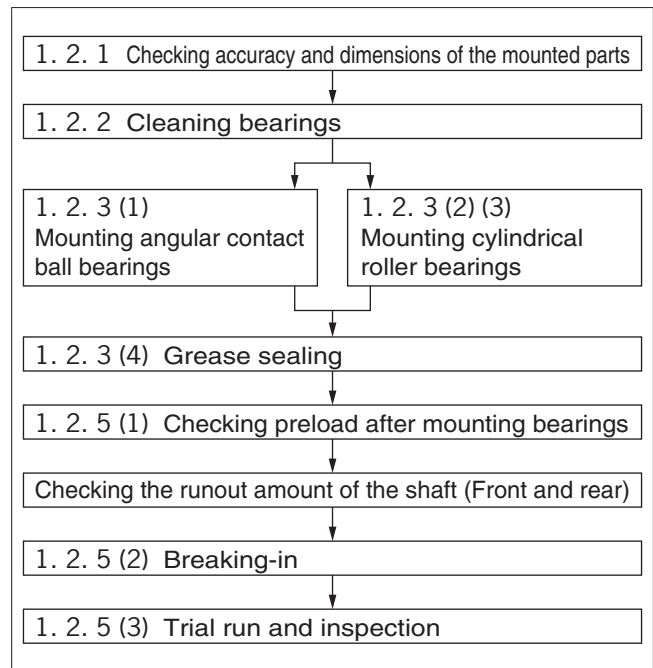 1. 2. 1 Checking accuracy and dimensions of the mounted parts
1. 2. 2 Cleaning bearings
1. 2. 3 (1)
Mounting angular contact
ball bearings
1. 2. 3 (2) (3)
Mounting cylindrical
roller bearings
1. 2. 3 (4) Grease sealing
1. 2. 5 (1) Checking preload after mounting bearings
Checking the runout amount of the shaft (Front and rear)
1. 2. 5 (2) Breaking-in
1. 2. 5 (3) Trial run and inspection